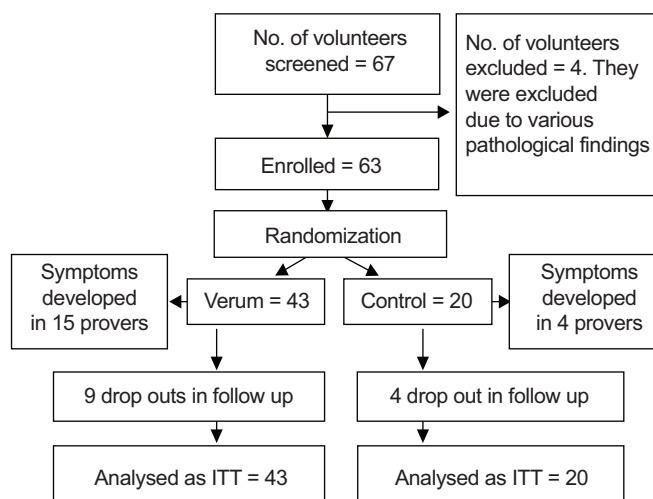 No. of volunteers
screened = 67
No. of volunteers
excluded = 4. They
were excluded
due to various
pathological findings
Enrolled = 63
Randomization
Symptoms
developed
in 15 provers
Verum = 43
Control = 20
Symptoms
developed
in 4 provers
9 drop outs in follow up
4 drop out in follow up
Analysed as ITT = 43
Analysed as ITT = 20